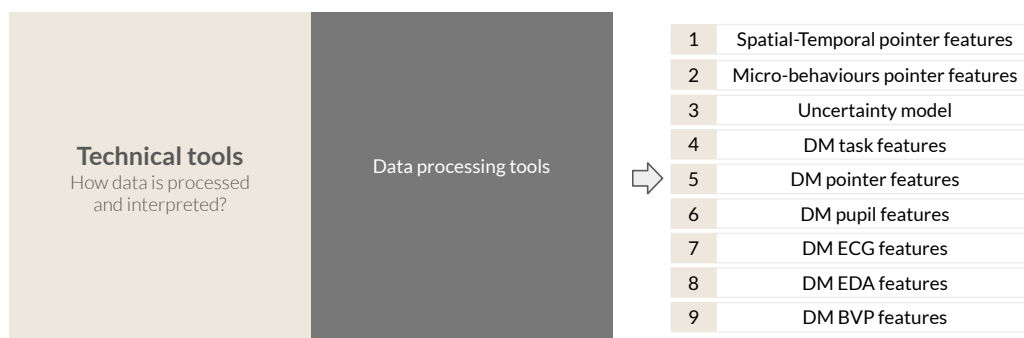 Technical tools
How data is processed
and interpreted?
Data processing tools
1 Spatial-Temporal pointer features
2 Micro-behaviours pointer features
3 Uncertainty model
4 DM task features
5 DM pointer features
6 DM pupil features
7 DM ECG features
8 DM EDA features
9 DM BVP features